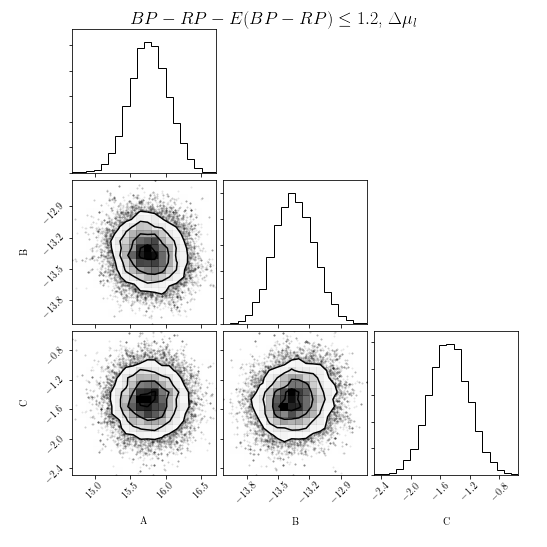 BP − RP − E(BP − RP) ≤ 1.2, Δμ_l
B
−12.9
−13.2
−13.5
−13.8
C
−0.8
−1.2
−1.6
−2.0
−2.4
15.0 15.5 16.0 16.5
−13.8 −13.5 −13.2 −12.9
−2.4 −2.0 −1.6 −1.2 −0.8
A B C